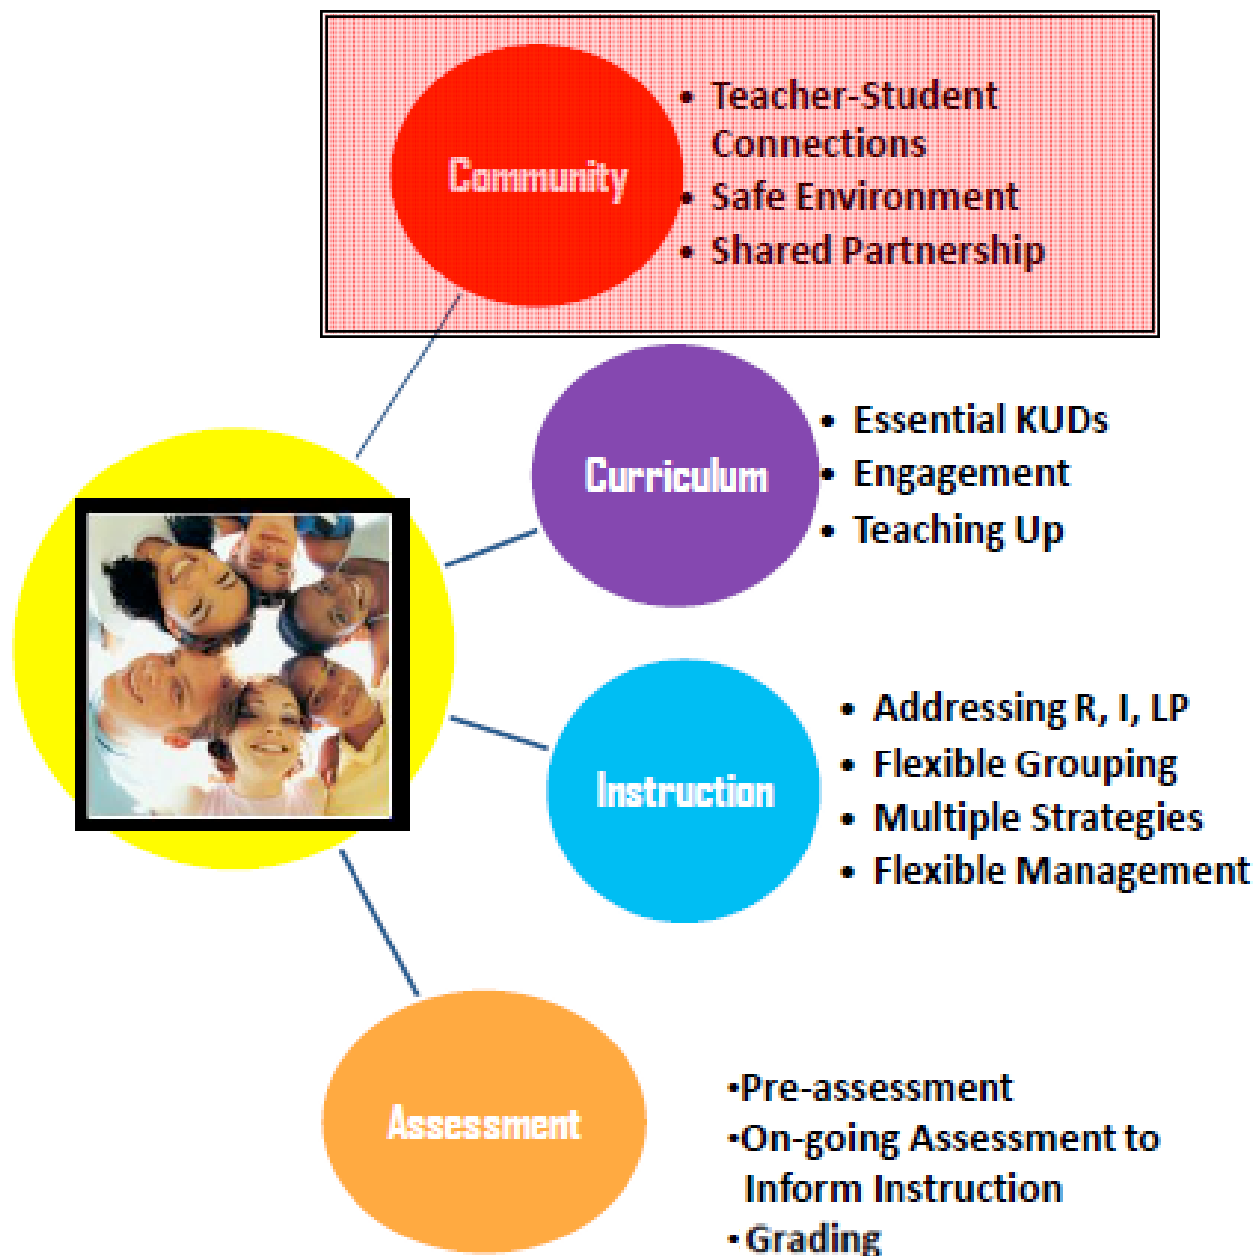 Community
• Teacher-Student
Connections
• Safe Environment
• Shared Partnership
Curriculum
• Essential KUDs
• Engagement
• Teaching Up
Instruction
• Addressing R, I, LP
• Flexible Grouping
• Multiple Strategies
• Flexible Management
Assessment
•Pre-assessment
•On-going Assessment to
Inform Instruction
•Grading